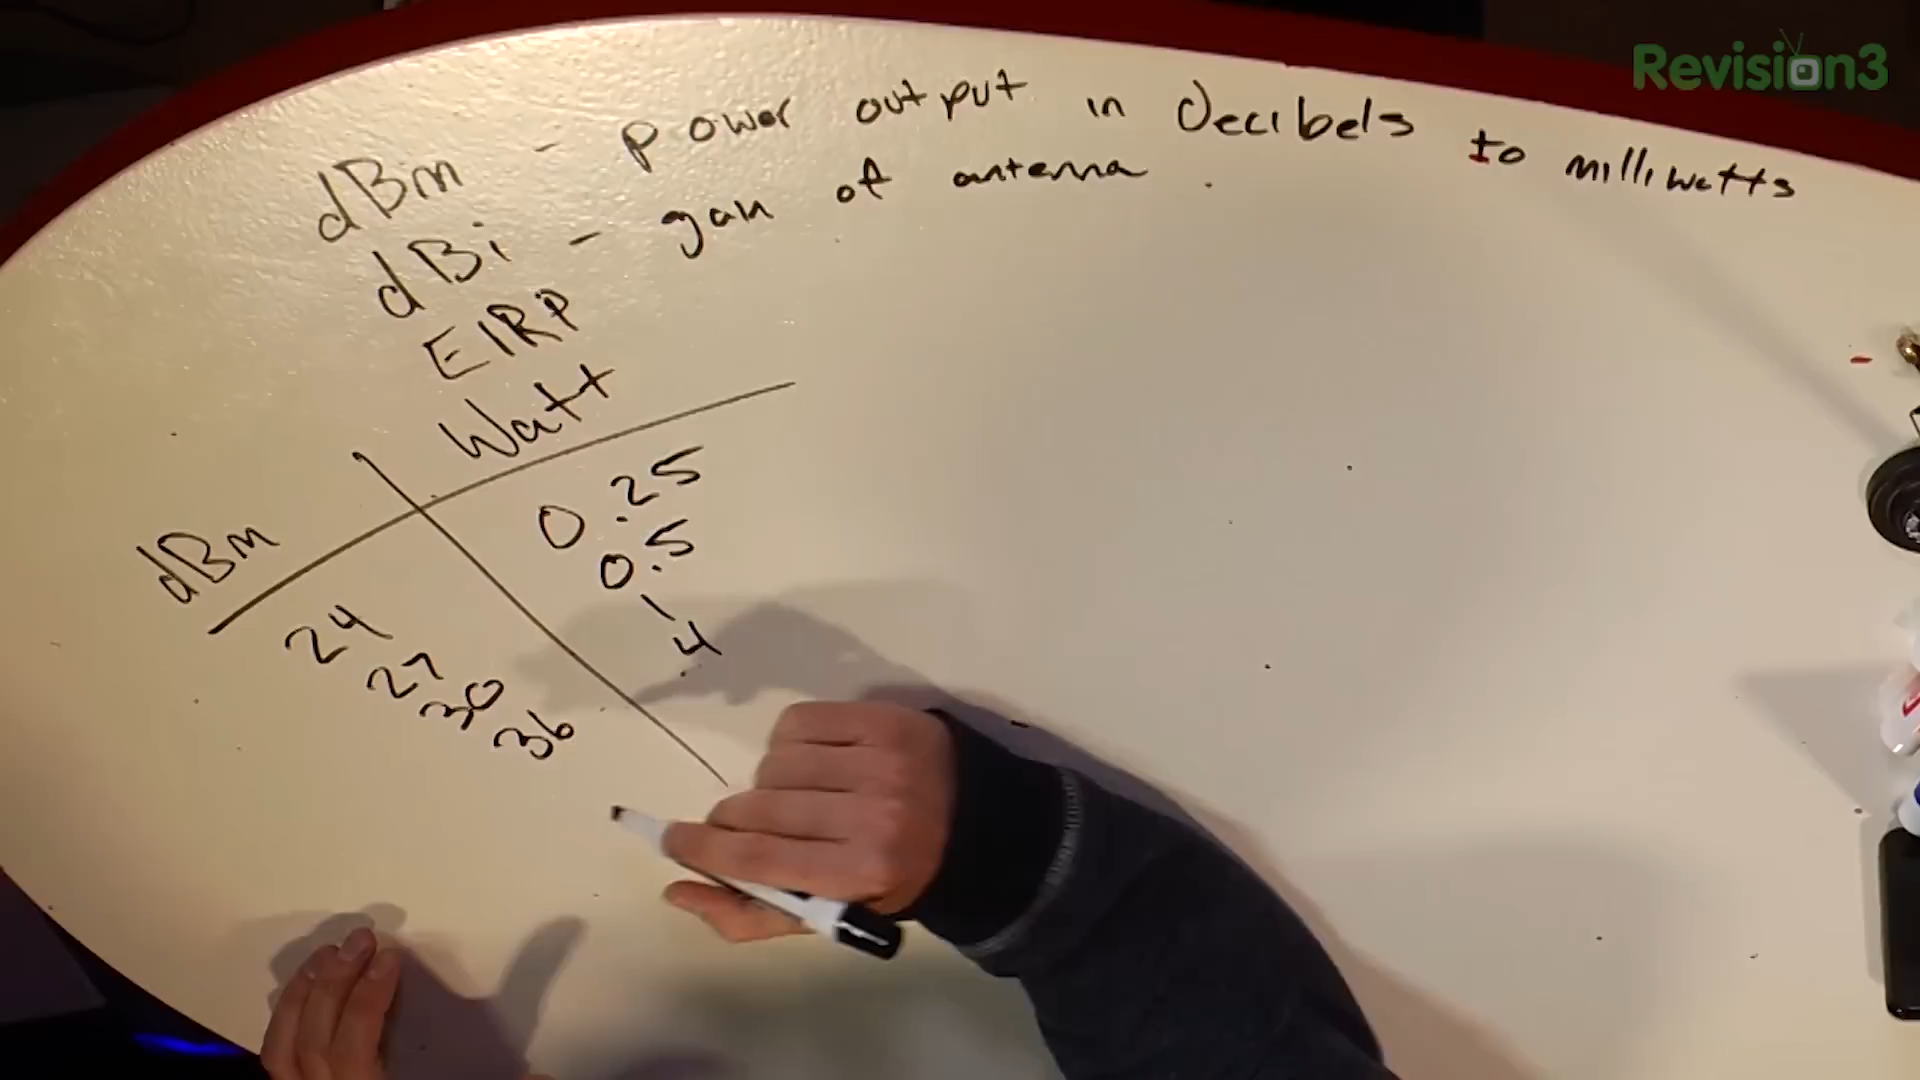 Revision3
dBm - power output in decibels to milliwatts
dBi - gain of antenna
EIRP
Watt
dBm
0.25
0.5
1
4
24
27
30
36